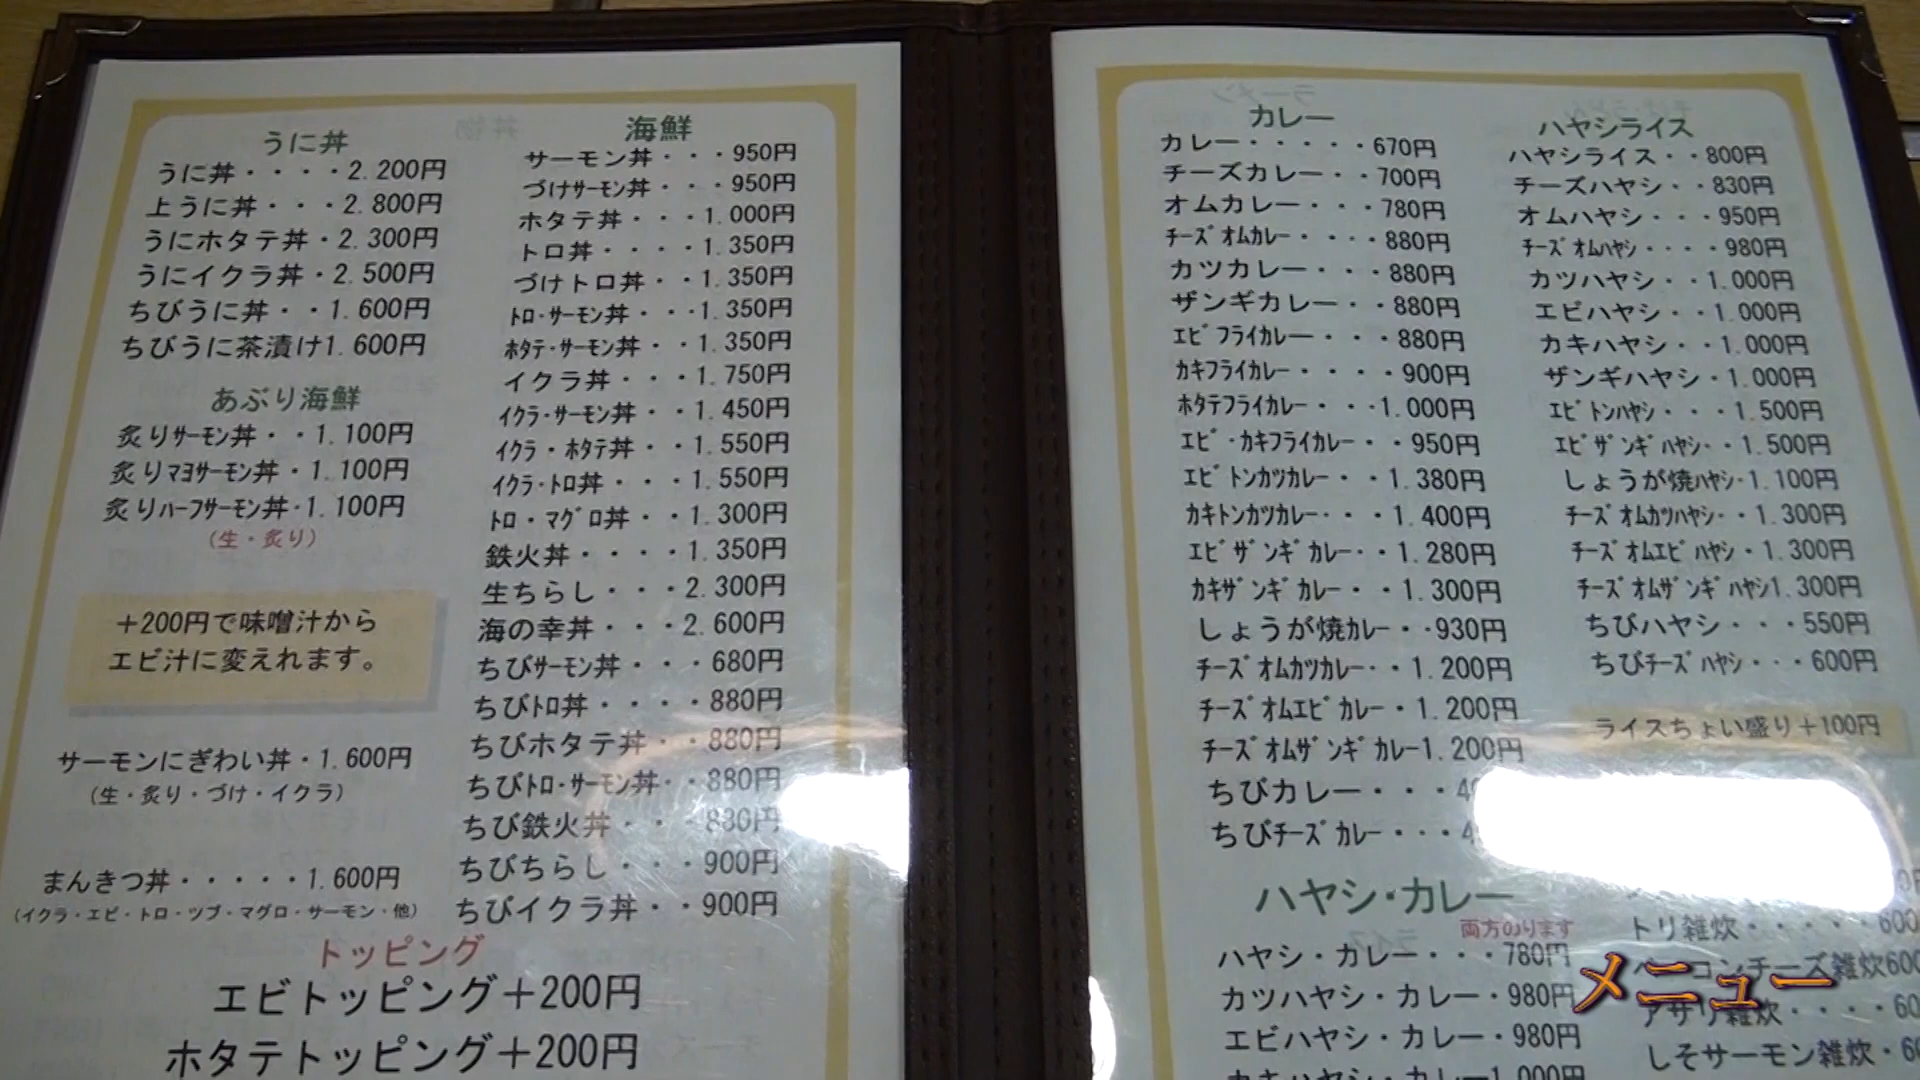 うに丼
うに丼・・・・2.200円
上うに丼・・・2.800円
うにホタテ丼・2.300円
うにイクラ丼・2.500円
ちびうに丼・・1.600円
ちびうに茶漬け1.600円
あぶり海鮮
炙りサーモン丼・・1.100円
炙りマヨサーモン丼・1.100円
炙りハーフサーモン丼・1.100円
(生・炙り)
+200円で味噌汁から
エビ汁に変えれます。
サーモンにぎわい丼・1.600円
(生・炙り・づけ・イクラ)
まんきつ丼・・・・・1.600円
(イクラ・エビ・トロ・ツブ・マグロ・サーモン・他)
トッピング
エビトッピング+200円
ホタテトッピング+200円
海鮮
サーモン丼・・・950円
づけサーモン丼・・・950円
ホタテ丼・・・1.000円
トロ丼・・・・1.350円
づけトロ丼・・1.350円
トロ・サーモン丼・・・1.350円
ホタテ・サーモン丼・・1.350円
イクラ丼・・・1.750円
イクラ・サーモン丼・・1.450円
イクラ・ホタテ丼・・1.550円
イクラ・トロ丼・・・1.550円
トロ・マグロ丼・・1.300円
鉄火丼・・・・1.350円
生ちらし・・・2.300円
海の幸丼・・・2.600円
ちびサーモン丼・・・680円
ちびトロ丼・・・・880円
ちびホタテ丼・・880円
ちびトロ・サーモン丼・・880円
ちび鉄火丼・・・880円
ちびちらし・・・900円
ちびイクラ丼・・900円
カレー
カレー・・・・・670円
チーズカレー・・700円
オムカレー・・・780円
チーズオムカレー・・・・880円
カツカレー・・・880円
ザンギカレー・・880円
エビフライカレー・・・880円
カキフライカレー・・・・900円
ホタテフライカレー・・・1.000円
エビ・カキフライカレー・・950円
エビトンカツカレー・・1.380円
カキトンカツカレー・・・1.400円
エビザンギカレー・・1.280円
カキザンギカレー・・1.300円
しょうが焼カレー・・930円
チーズオムカツカレー・・1.200円
チーズオムエビカレー・1.200円
チーズオムザンギカレー1.200円
ちびカレー・・・4
ちびチーズカレー・・・4
ハヤシ・カレー
両方のります
ハヤシ・カレー・・・780円
カツハヤシ・カレー・980円
エビハヤシ・カレー・980円
カキハヤシ・カレー1.000円
ハヤシライス
ハヤシライス・・800円
チーズハヤシ・・830円
オムハヤシ・・・950円
チーズオムハヤシ・・・・980円
カツハヤシ・・1.000円
エビハヤシ・・1.000円
カキハヤシ・・1.000円
ザンギハヤシ・1.000円
エビトンハヤシ・・・1.500円
エビザンギハヤシ・・1.500円
しょうが焼ハヤシ・1.100円
チーズオムカツハヤシ・・1.300円
チーズオムエビハヤシ・1.300円
チーズオムザンギハヤシ1.300円
ちびハヤシ・・・550円
ちびチーズハヤシ・・・600円
ライスちょい盛り+100円
トリ雑炊・・・・・600
ベーコンチーズ雑炊600
アサリ雑炊・・・・60
しそサーモン雑炊・6
メニュー